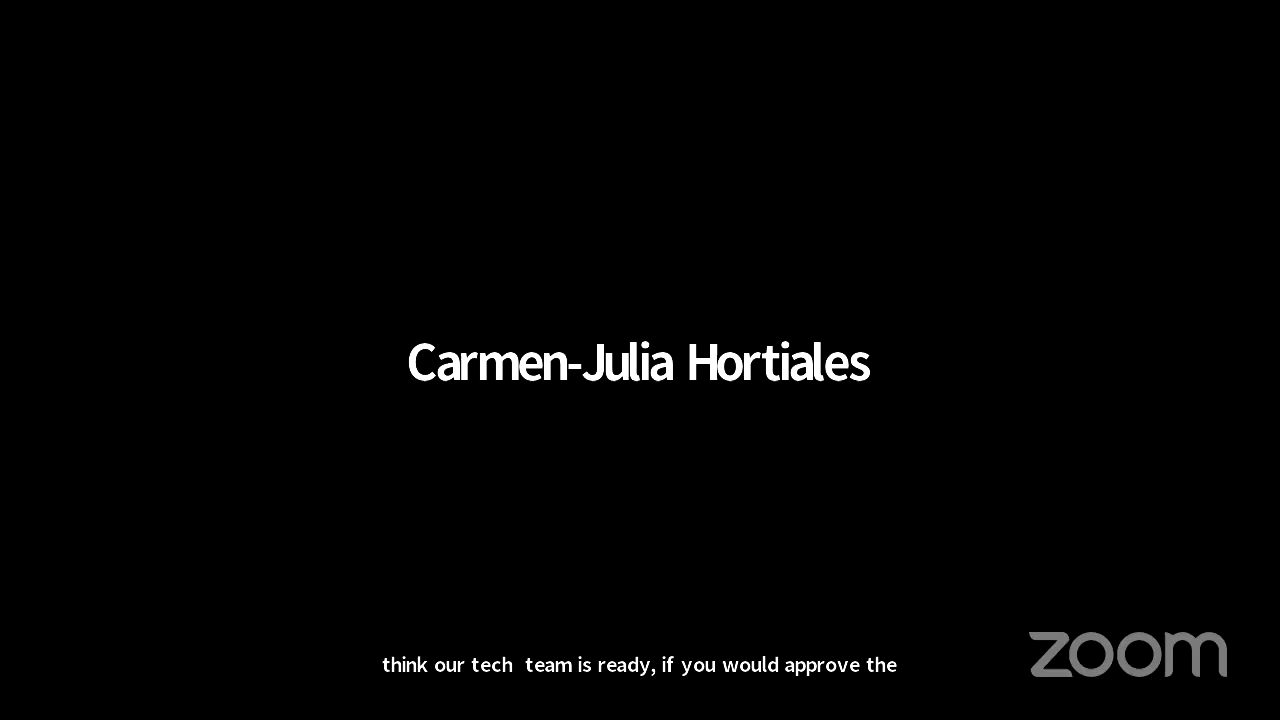 Carmen-Julia Hortiales
think our tech  team is ready, if you would approve the
zoom